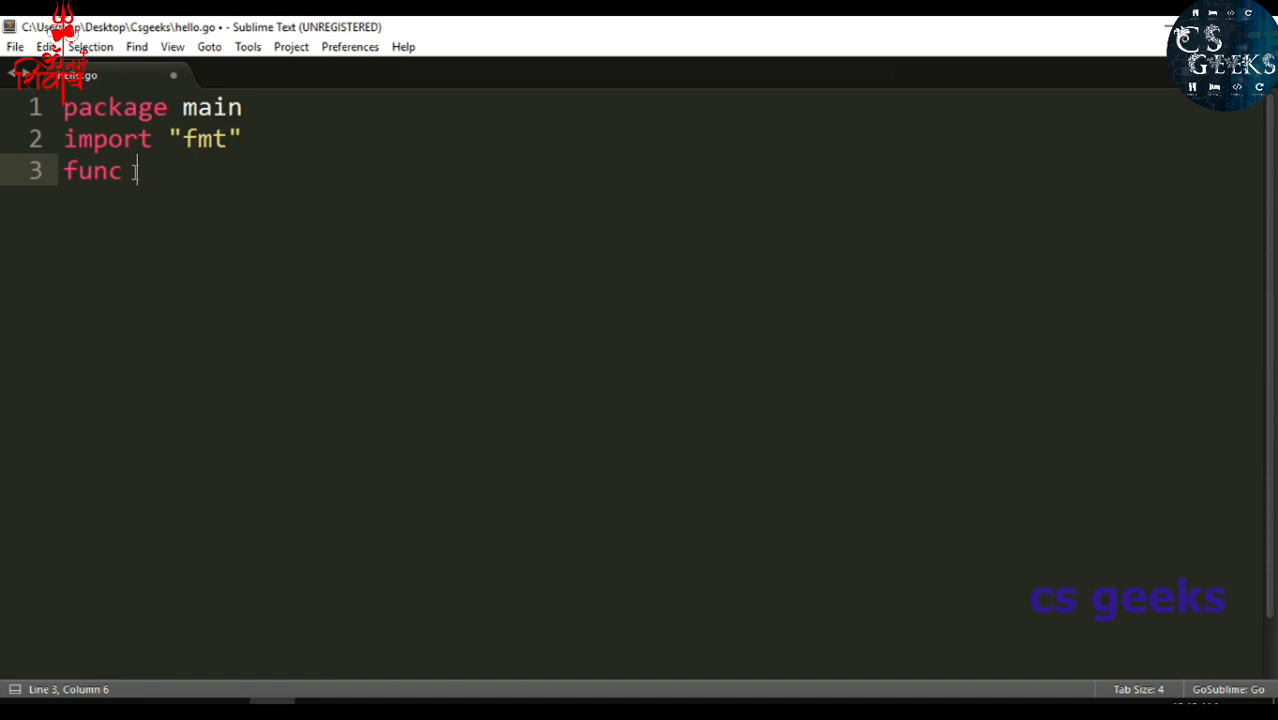 C:\Users\hp\Desktop\Csgeeks\hello.go • - Sublime Text (UNREGISTERED)
CS
GEEKS
File Edit Selection Find View Goto Tools Project Preferences Help
ॐ नमः
शिवाय
hello.go
1 package main
2 import "fmt"
3 func
cs geeks
Line 3, Column 6
Tab Size: 4
GoSublime: Go